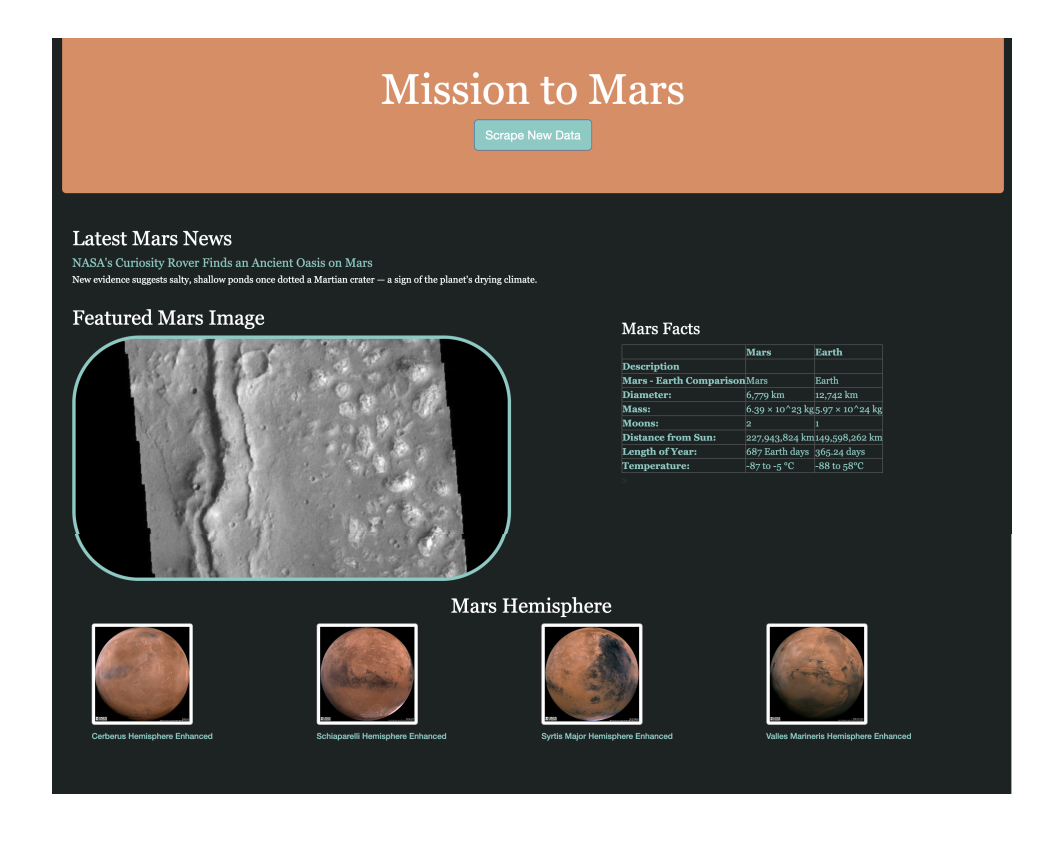 Mission to Mars
Scrape New Data
Latest Mars News
NASA's Curiosity Rover Finds an Ancient Oasis on Mars
New evidence suggests salty, shallow ponds once dotted a Martian crater — a sign of the planet's drying climate.
Featured Mars Image
Mars Facts
Mars Earth
Description
Mars - Earth Comparison Mars Earth
Diameter: 6,779 km 12,742 km
Mass: 6.39 × 10^23 kg 5.97 × 10^24 kg
Moons: 2 1
Distance from Sun: 227,943,824 km 149,598,262 km
Length of Year: 687 Earth days 365.24 days
Temperature: -87 to -5 °C -88 to 58°C
>
Mars Hemisphere
Cerberus Hemisphere Enhanced
Schiaparelli Hemisphere Enhanced
Syrtis Major Hemisphere Enhanced
Valles Marineris Hemisphere Enhanced